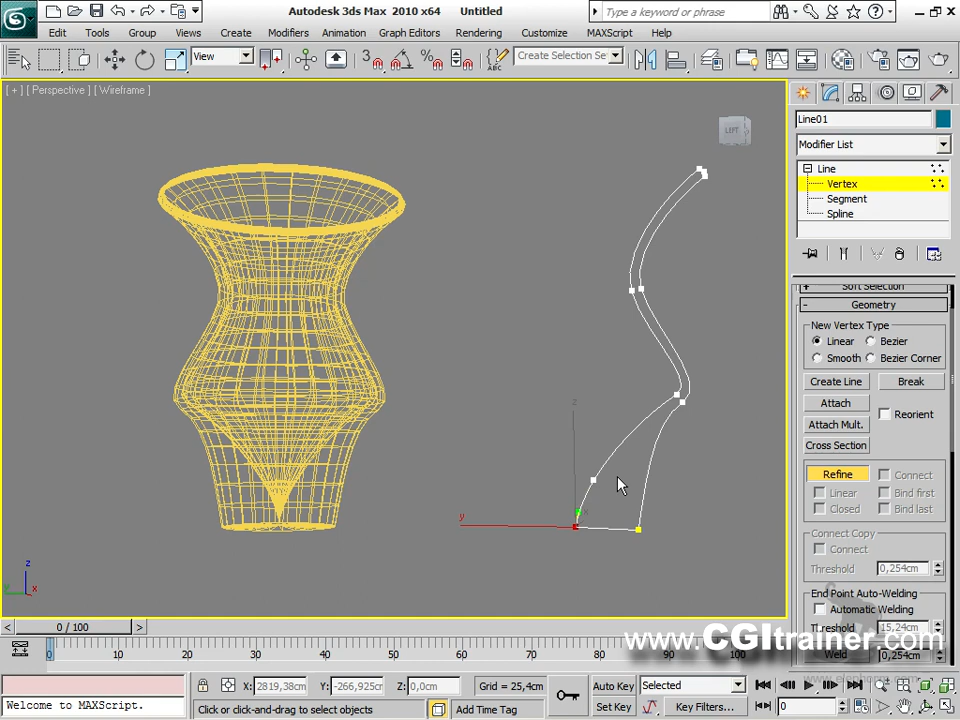 Autodesk 3ds Max 2010 x64 Untitled
Type a keyword or phrase
Edit Tools Group Views Create Modifiers Animation Graph Editors Rendering Customize MAXScript Help
View
3
ABC
Create Selection Se
[ + ] [ Perspective ] [ Wireframe ]
LEFT
Line01
Modifier List
Line
Vertex
Segment
Spline
Soft Selection
Geometry
New Vertex Type
Linear Bezier
Smooth Bezier Corner
Create Line Break
Attach
Reorient
Attach Mult.
Cross Section
Refine Connect
Linear Bind first
Closed Bind last
Connect Copy
Connect
Threshold 0,254cm
End Point Auto-Welding
Automatic Welding
Threshold 15,24cm
Weld 0,254cm
z
y
z
x
y
0 / 100
0 10 20 30 40 50 60 70 80 90 100
www.CGItrainer.com
X: 2819,38cm Y: -266,925cm Z: 0,0cm Grid = 25,4cm Auto Key Selected
Welcome to MAXScript. Click or click-and-drag to select objects Add Time Tag Set Key Key Filters... 0